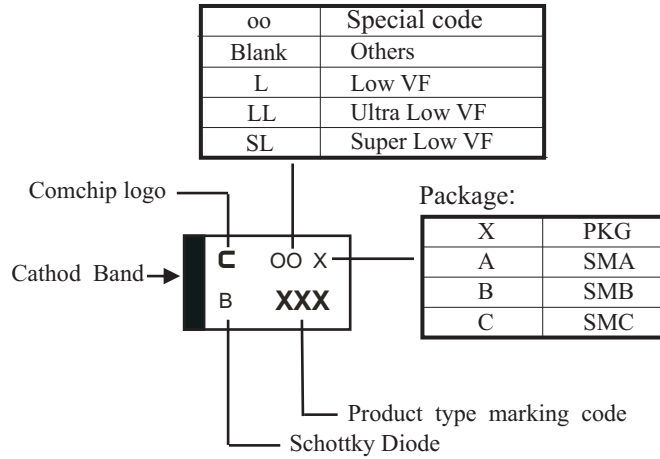 oo Special code
Blank Others
L Low VF
LL Ultra Low VF
SL Super Low VF
Comchip logo
Package:
X PKG
A SMA
B SMB
C SMC
Cathod Band
C OO X
B XXX
Product type marking code
Schottky Diode